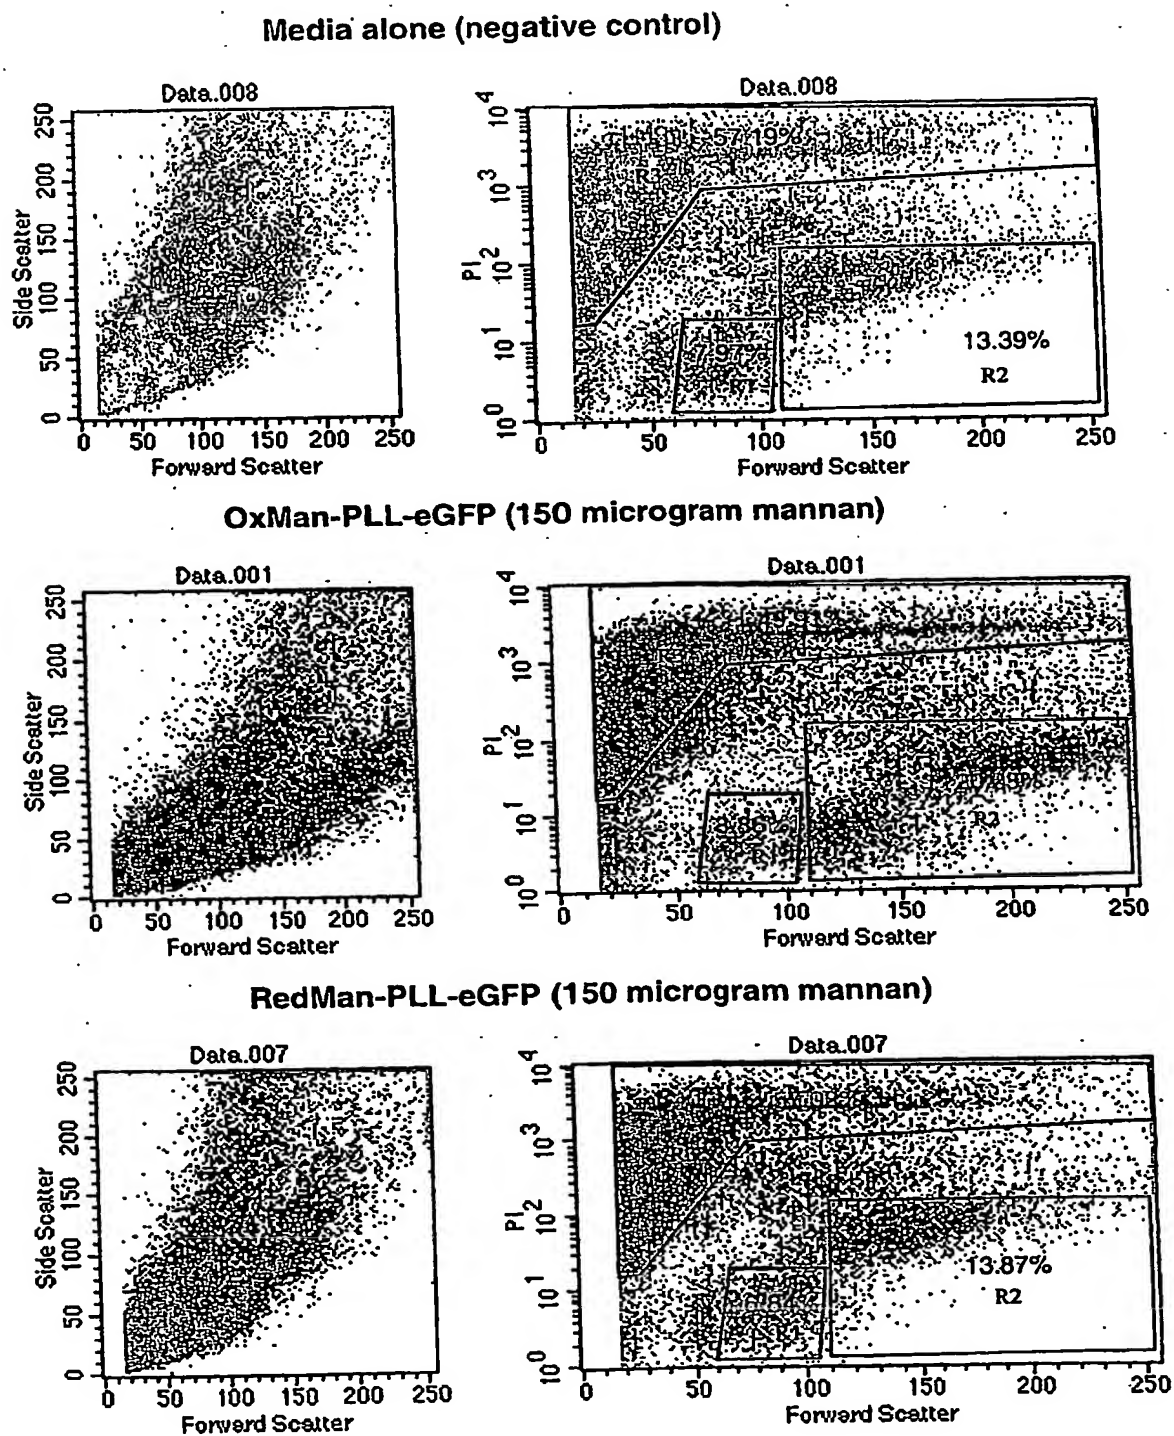 Media alone (negative control)
Data.008
250
200
150
100
50
0
Side Scatter
0 50 100 150 200 250
Forward Scatter
Data.008
10^4
10^3
10^2
10^1
10^0
PI
57.19%
R3
R1
13.39%
R2
0 50 100 150 200 250
Forward Scatter
OxMan-PLL-eGFP (150 microgram mannan)
Data.001
250
200
150
100
50
0
Side Scatter
0 50 100 150 200 250
Forward Scatter
Data.001
10^4
10^3
10^2
10^1
10^0
PI
R2
0 50 100 150 200 250
Forward Scatter
RedMan-PLL-eGFP (150 microgram mannan)
Data.007
250
200
150
100
50
0
Side Scatter
0 50 100 150 200 250
Forward Scatter
Data.007
10^4
10^3
10^2
10^1
10^0
PI
13.87%
R2
0 50 100 150 200 250
Forward Scatter